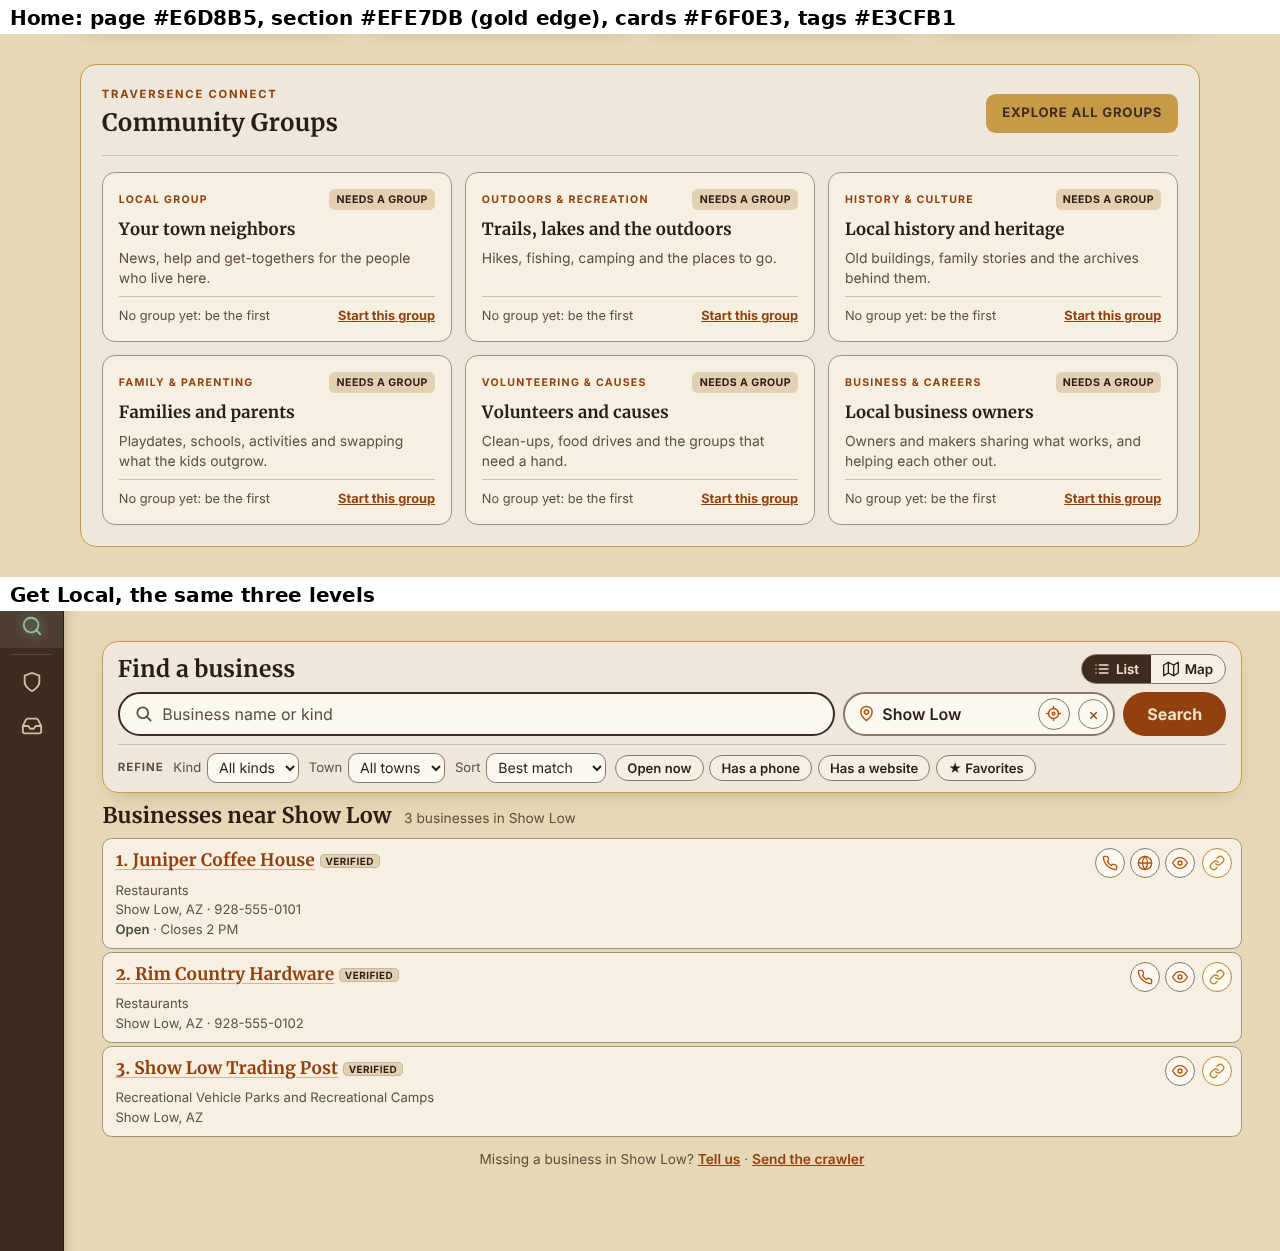 Home: page #E6D8B5, section #EFE7DB (gold edge), cards #F6F0E3, tags #E3CFB1
TRAVERSENCE CONNECT
Community Groups
EXPLORE ALL GROUPS
LOCAL GROUP
NEEDS A GROUP
Your town neighbors
News, help and get-togethers for the people
who live here.
No group yet: be the first
Start this group
OUTDOORS & RECREATION
NEEDS A GROUP
Trails, lakes and the outdoors
Hikes, fishing, camping and the places to go.
No group yet: be the first
Start this group
HISTORY & CULTURE
NEEDS A GROUP
Local history and heritage
Old buildings, family stories and the archives
behind them.
No group yet: be the first
Start this group
FAMILY & PARENTING
NEEDS A GROUP
Families and parents
Playdates, schools, activities and swapping
what the kids outgrow.
No group yet: be the first
Start this group
VOLUNTEERING & CAUSES
NEEDS A GROUP
Volunteers and causes
Clean-ups, food drives and the groups that
need a hand.
No group yet: be the first
Start this group
BUSINESS & CAREERS
NEEDS A GROUP
Local business owners
Owners and makers sharing what works, and
helping each other out.
No group yet: be the first
Start this group
Get Local, the same three levels
Find a business
List
Map
Business name or kind
Show Low
×
Search
REFINE Kind All kinds Town All towns Sort Best match Open now Has a phone Has a website ★ Favorites
Businesses near Show Low 3 businesses in Show Low
1. Juniper Coffee House VERIFIED
Restaurants
Show Low, AZ · 928-555-0101
Open · Closes 2 PM
2. Rim Country Hardware VERIFIED
Restaurants
Show Low, AZ · 928-555-0102
3. Show Low Trading Post VERIFIED
Recreational Vehicle Parks and Recreational Camps
Show Low, AZ
Missing a business in Show Low? Tell us · Send the crawler